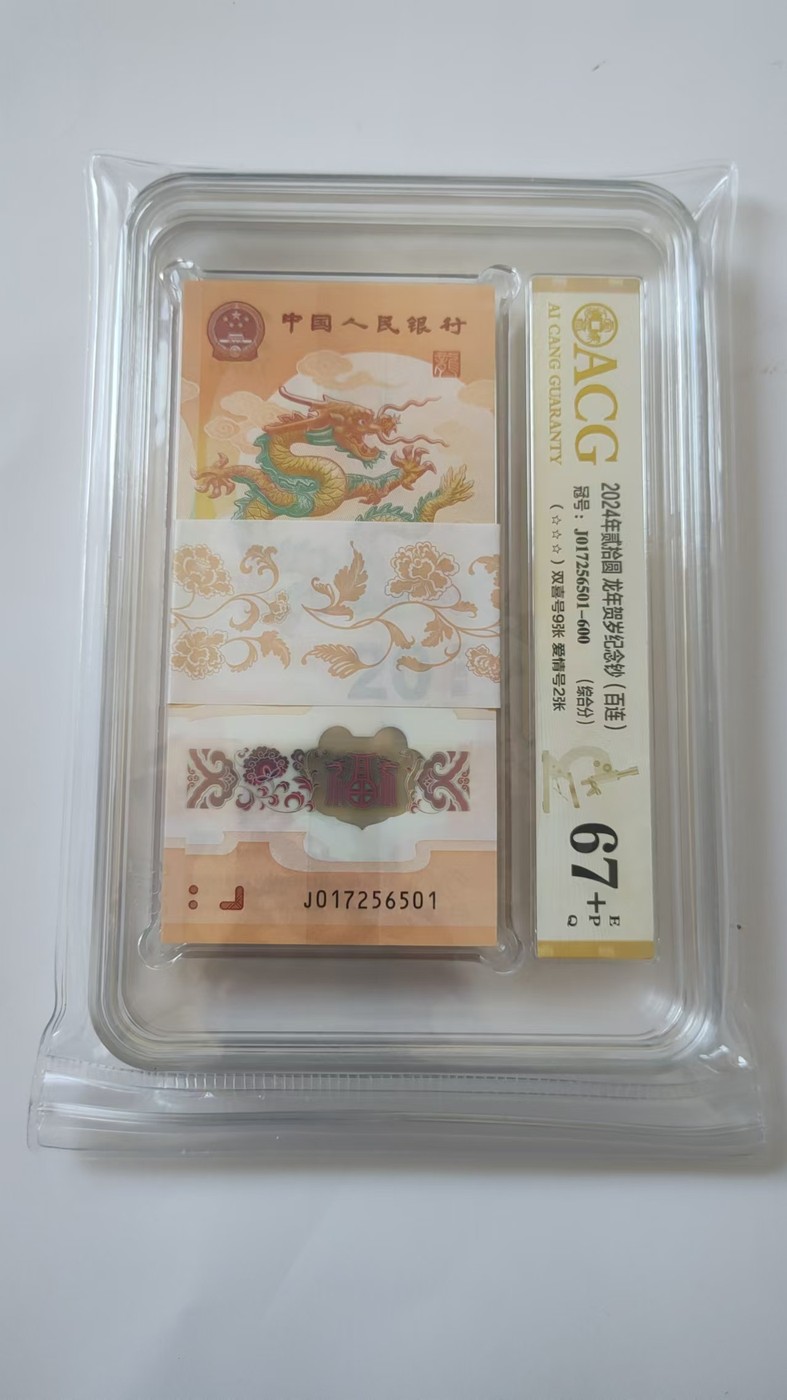 中国人民银行
201
福
J017256501
ACG
AI CANG GUARANTY
2024年贰拾圆 龙年贺岁纪念钞（百连）
冠号：J017256501-600 （综合分）
（☆☆☆）双喜号9张 爱情号2张
67+
E
P
Q